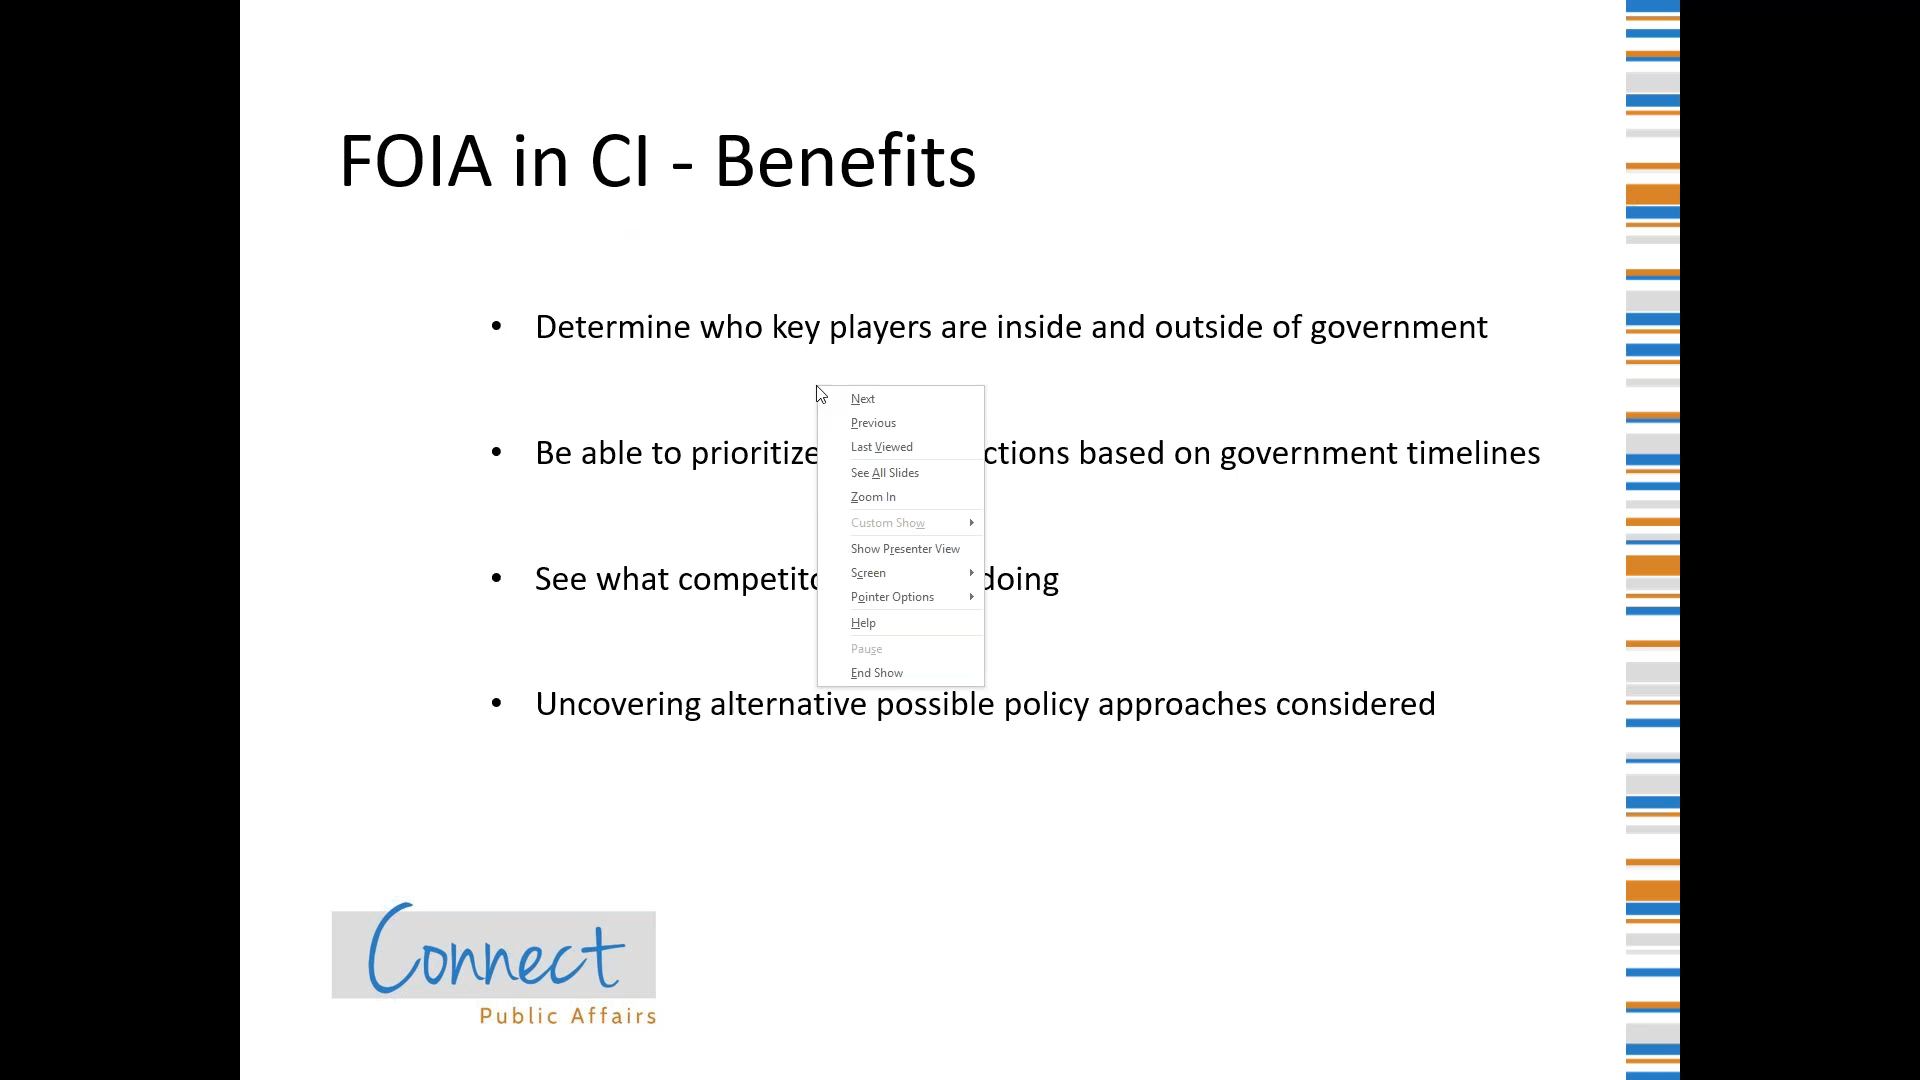 FOIA in CI - Benefits
• Determine who key players are inside and outside of government
• Be able to prioritize ctions based on government timelines
• See what competito doing
• Uncovering alternative possible policy approaches considered
Next
Previous
Last Viewed
See All Slides
Zoom In
Custom Show
Show Presenter View
Screen
Pointer Options
Help
Pause
End Show
Connect
Public Affairs